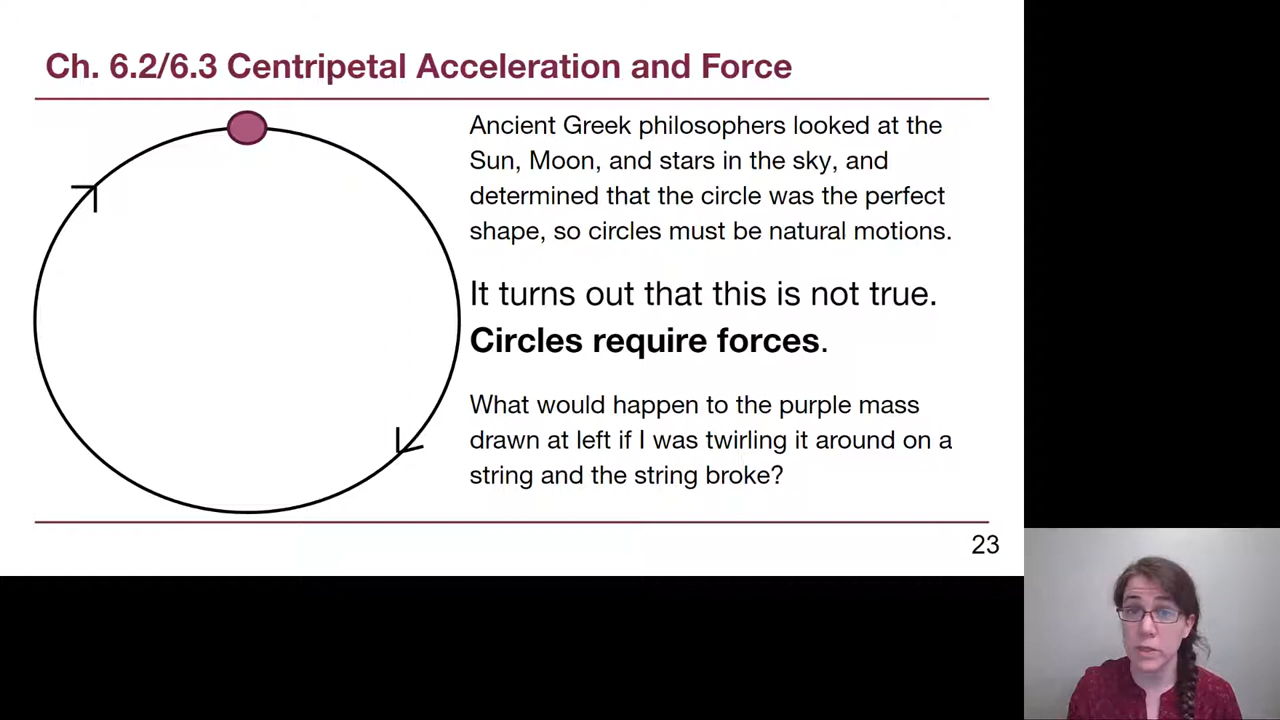 Ch. 6.2/6.3 Centripetal Acceleration and Force
Ancient Greek philosophers looked at the
Sun, Moon, and stars in the sky, and
determined that the circle was the perfect
shape, so circles must be natural motions.
It turns out that this is not true.
Circles require forces.
What would happen to the purple mass
drawn at left if I was twirling it around on a
string and the string broke?
23